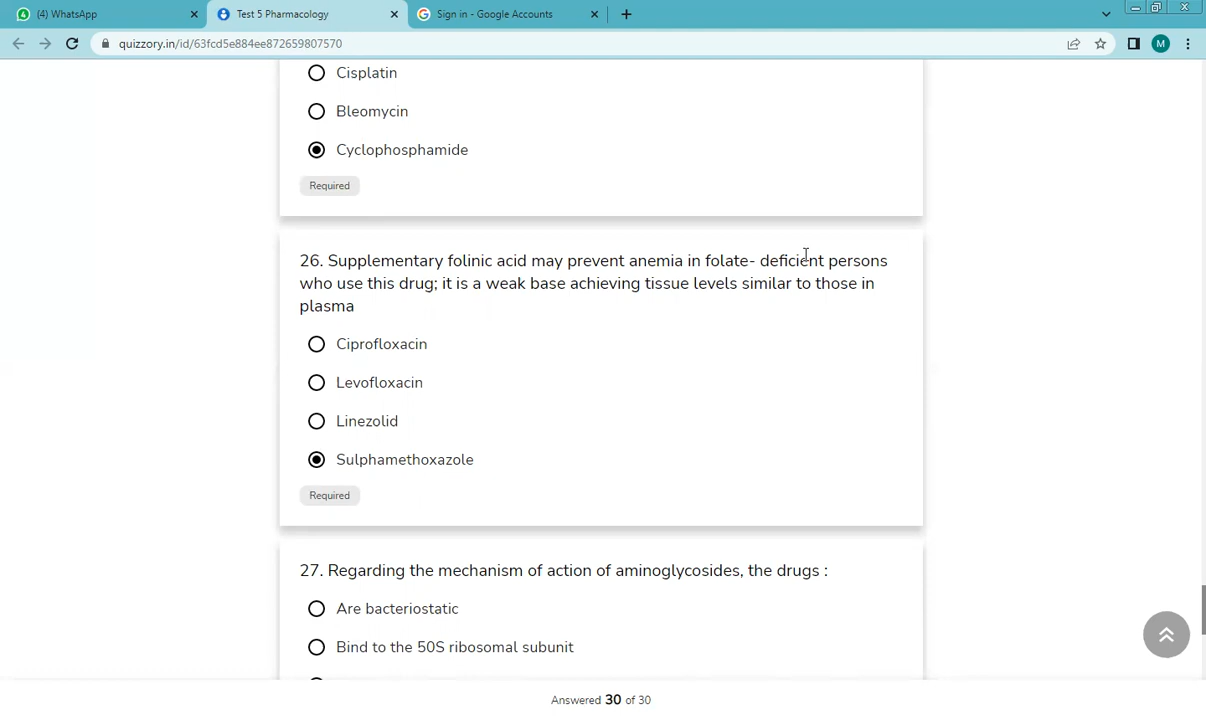 (4) WhatsApp
Test 5 Pharmacology
Sign in - Google Accounts
quizzory.in/id/63fcd5e884ee872659807570
M
Cisplatin
Bleomycin
Cyclophosphamide
Required
26. Supplementary folinic acid may prevent anemia in folate- deficient persons
who use this drug; it is a weak base achieving tissue levels similar to those in
plasma
Ciprofloxacin
Levofloxacin
Linezolid
Sulphamethoxazole
Required
27. Regarding the mechanism of action of aminoglycosides, the drugs :
Are bacteriostatic
Bind to the 50S ribosomal subunit
Answered 30 of 30